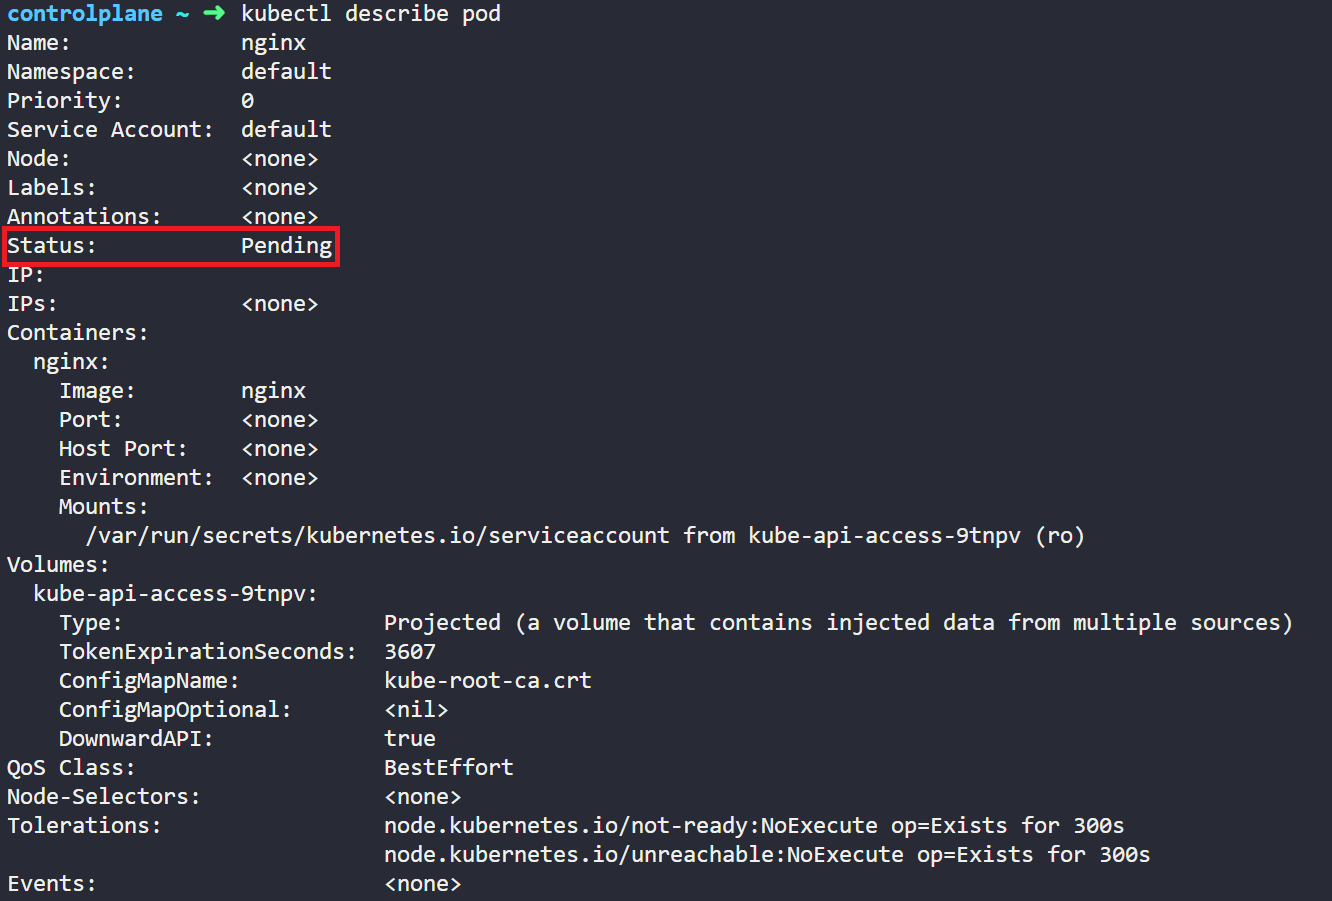 controlplane ~ ➜ kubectl describe pod
Name:             nginx
Namespace:        default
Priority:         0
Service Account:  default
Node:             <none>
Labels:           <none>
Annotations:      <none>
Status:           Pending
IP:
IPs:              <none>
Containers:
  nginx:
    Image:        nginx
    Port:         <none>
    Host Port:    <none>
    Environment:  <none>
    Mounts:
      /var/run/secrets/kubernetes.io/serviceaccount from kube-api-access-9tnpv (ro)
Volumes:
  kube-api-access-9tnpv:
    Type:                    Projected (a volume that contains injected data from multiple sources)
    TokenExpirationSeconds:  3607
    ConfigMapName:           kube-root-ca.crt
    ConfigMapOptional:       <nil>
    DownwardAPI:             true
QoS Class:                   BestEffort
Node-Selectors:              <none>
Tolerations:                 node.kubernetes.io/not-ready:NoExecute op=Exists for 300s
                             node.kubernetes.io/unreachable:NoExecute op=Exists for 300s
Events:                      <none>